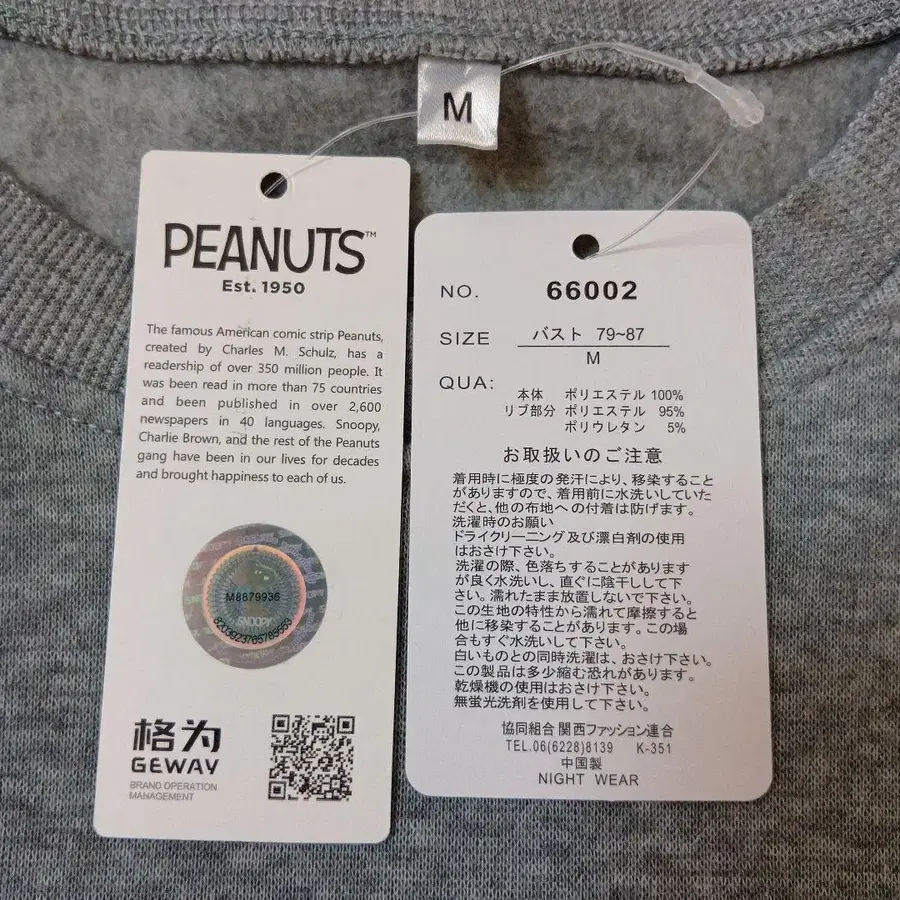 M
PEANUTS™
Est. 1950
The famous American comic strip Peanuts,
created by Charles M. Schulz, has a
readership of over 350 million people. It
was been read in more than 75 countries
and been published in over 2,600
newspapers in 40 languages. Snoopy,
Charlie Brown, and the rest of the Peanuts
gang have been in our lives for decades
and brought happiness to each of us.
M8879936
SNOOPY
格为
GEWAY
BRAND OPERATION
MANAGEMENT
NO. 66002
SIZE バスト 79~87
M
QUA:
本体 ポリエステル 100%
リブ部分 ポリエステル 95%
ポリウレタン 5%
お取扱いのご注意
着用時に極度の発汗により、移染すること
がありますので、着用前に水洗いしていた
だくと、他の布地への付着は防げます。
洗濯時のお願い
ドライクリーニング及び漂白剤の使用
はおさけ下さい。
洗濯の際、色落ちすることがあります
が良く水洗いし、直ぐに陰干しして下
さい。濡れたまま放置しないで下さい。
この生地の特性から濡れて摩擦すると
他に移染することがあります。この場
合もすぐ水洗いして下さい。
白いものとの同時洗濯は、おさけ下さい。
この製品は多少縮む恐れがあります。
乾燥機の使用はおさけ下さい。
無蛍光洗剤を使用して下さい。
協同組合 関西ファッション連合
TEL.06(6228)8139 K-351
中国製
NIGHT WEAR